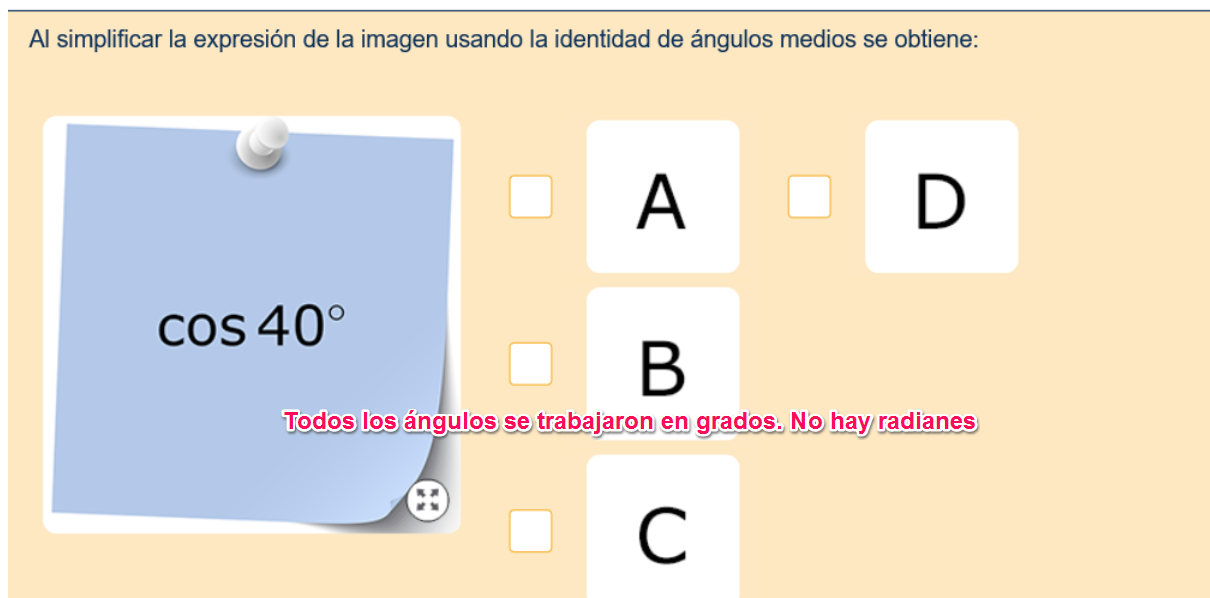 Al simplificar la expresión de la imagen usando la identidad de ángulos medios se obtiene:
A
D
cos 40°
B
Todos los ángulos se trabajaron en grados. No hay radianes
C